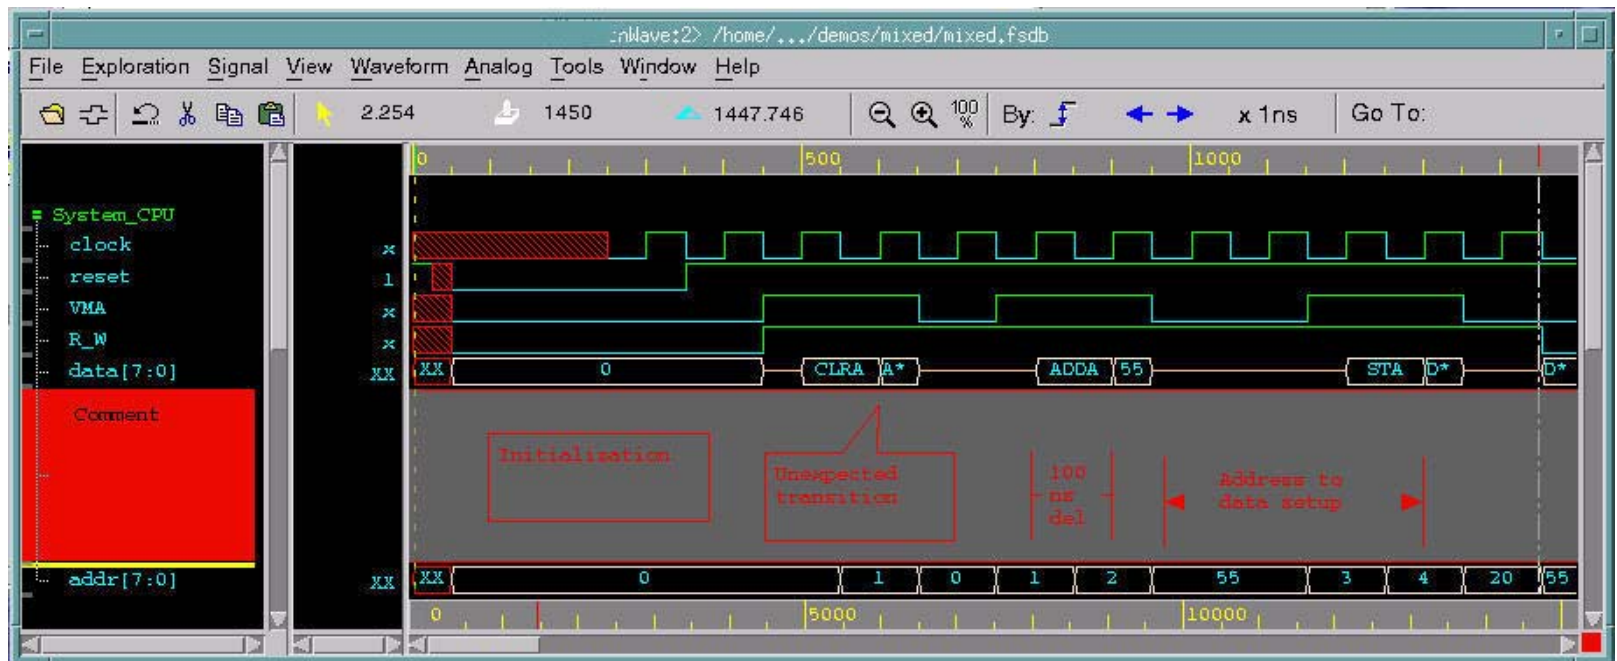 :nWave:2> /home/.../demos/mixed/mixed.fsdb
File Exploration Signal View Waveform Analog Tools Window Help
2.254 1450 1447.746 100 % By: x 1ns Go To:
0 500 1000
System_CPU
clock x
reset 1
VMA x
R_W x
data[7:0] XX XX 0 CLRA A* ADDA 55 STA D* D*
Comment
Initialization
Unexpected
transition
100
ns
del
Address to
data setup
addr[7:0] XX XX 0 1 0 1 2 55 3 4 20 55
0 5000 10000